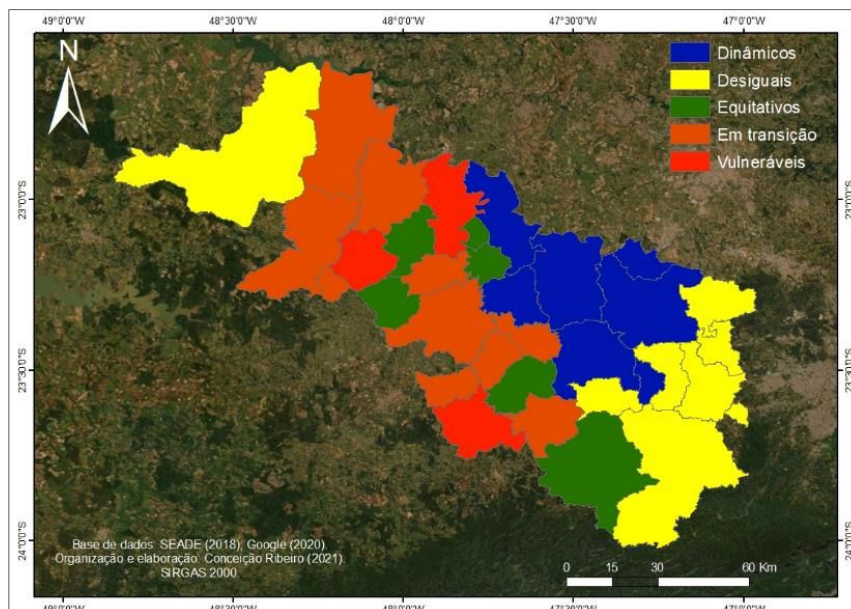 49°0'0"W 48°30'0"W 48°0'0"W 47°30'0"W 47°0'0"W
N
Dinâmicos
Desiguais
Equitativos
Em transição
Vulneráveis
23°0'0"S 23°0'0"S
23°30'0"S 23°30'0"S
24°0'0"S 24°0'0"S
Base de dados: SEADE (2018), Google (2020).
Organização e elaboração: Conceição Ribeiro (2021).
SIRGAS 2000.
0 15 30 60 Km
49°0'0"W 48°30'0"W 48°0'0"W 47°30'0"W 47°0'0"W